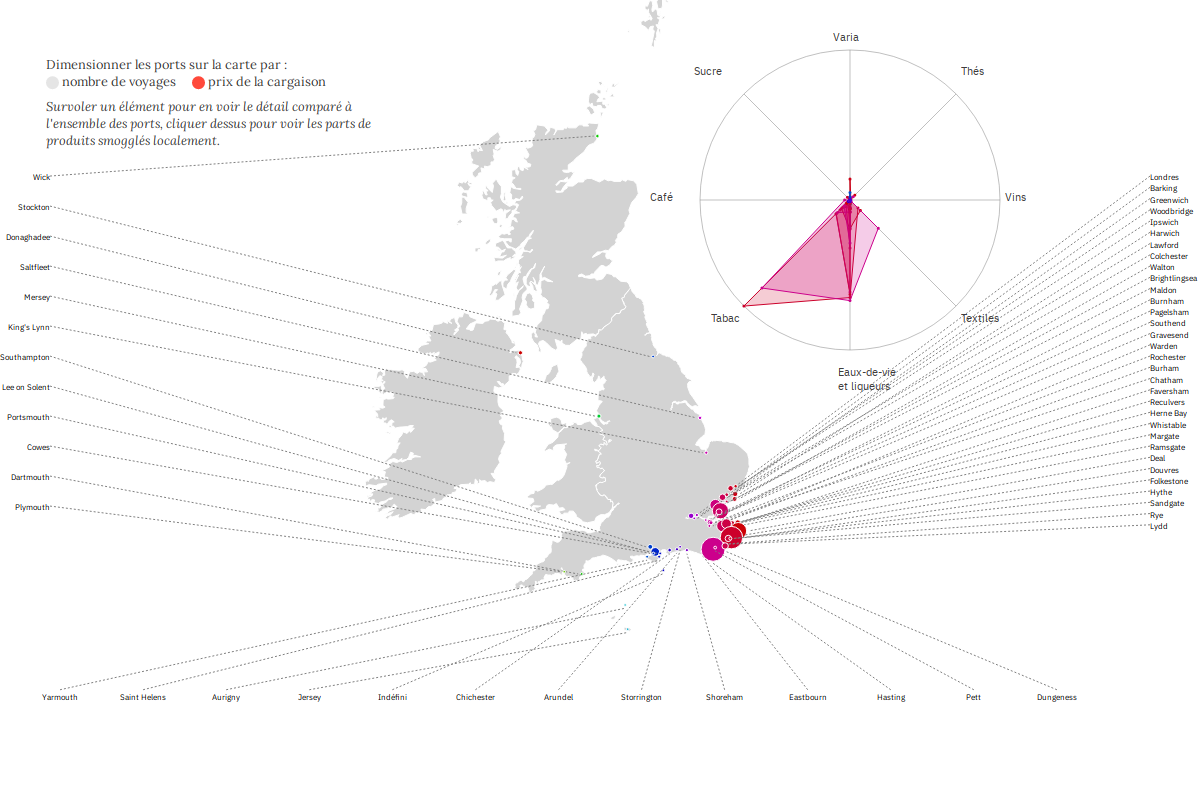 Dimensionner les ports sur la carte par :
nombre de voyages prix de la cargaison
Survoler un élément pour en voir le détail comparé à
l'ensemble des ports, cliquer dessus pour voir les parts de
produits smogglés localement.
Varia
Sucre
Thés
Café
Vins
Tabac
Textiles
Eaux-de-vie
et liqueurs
Wick
Stockton
Donaghadee
Saltfleet
Mersey
King's Lynn
Southampton
Lee on Solent
Portsmouth
Cowes
Dartmouth
Plymouth
Londres
Barking
Greenwich
Woodbridge
Ipswich
Harwich
Lawford
Colchester
Walton
Brightlingsea
Maldon
Burnham
Pagelsham
Southend
Gravesend
Warden
Rochester
Burham
Chatham
Faversham
Reculvers
Herne Bay
Whistable
Margate
Ramsgate
Deal
Douvres
Folkestone
Hythe
Sandgate
Rye
Lydd
Yarmouth
Saint Helens
Aurigny
Jersey
Indéfini
Chichester
Arundel
Storrington
Shoreham
Eastbourn
Hasting
Pett
Dungeness